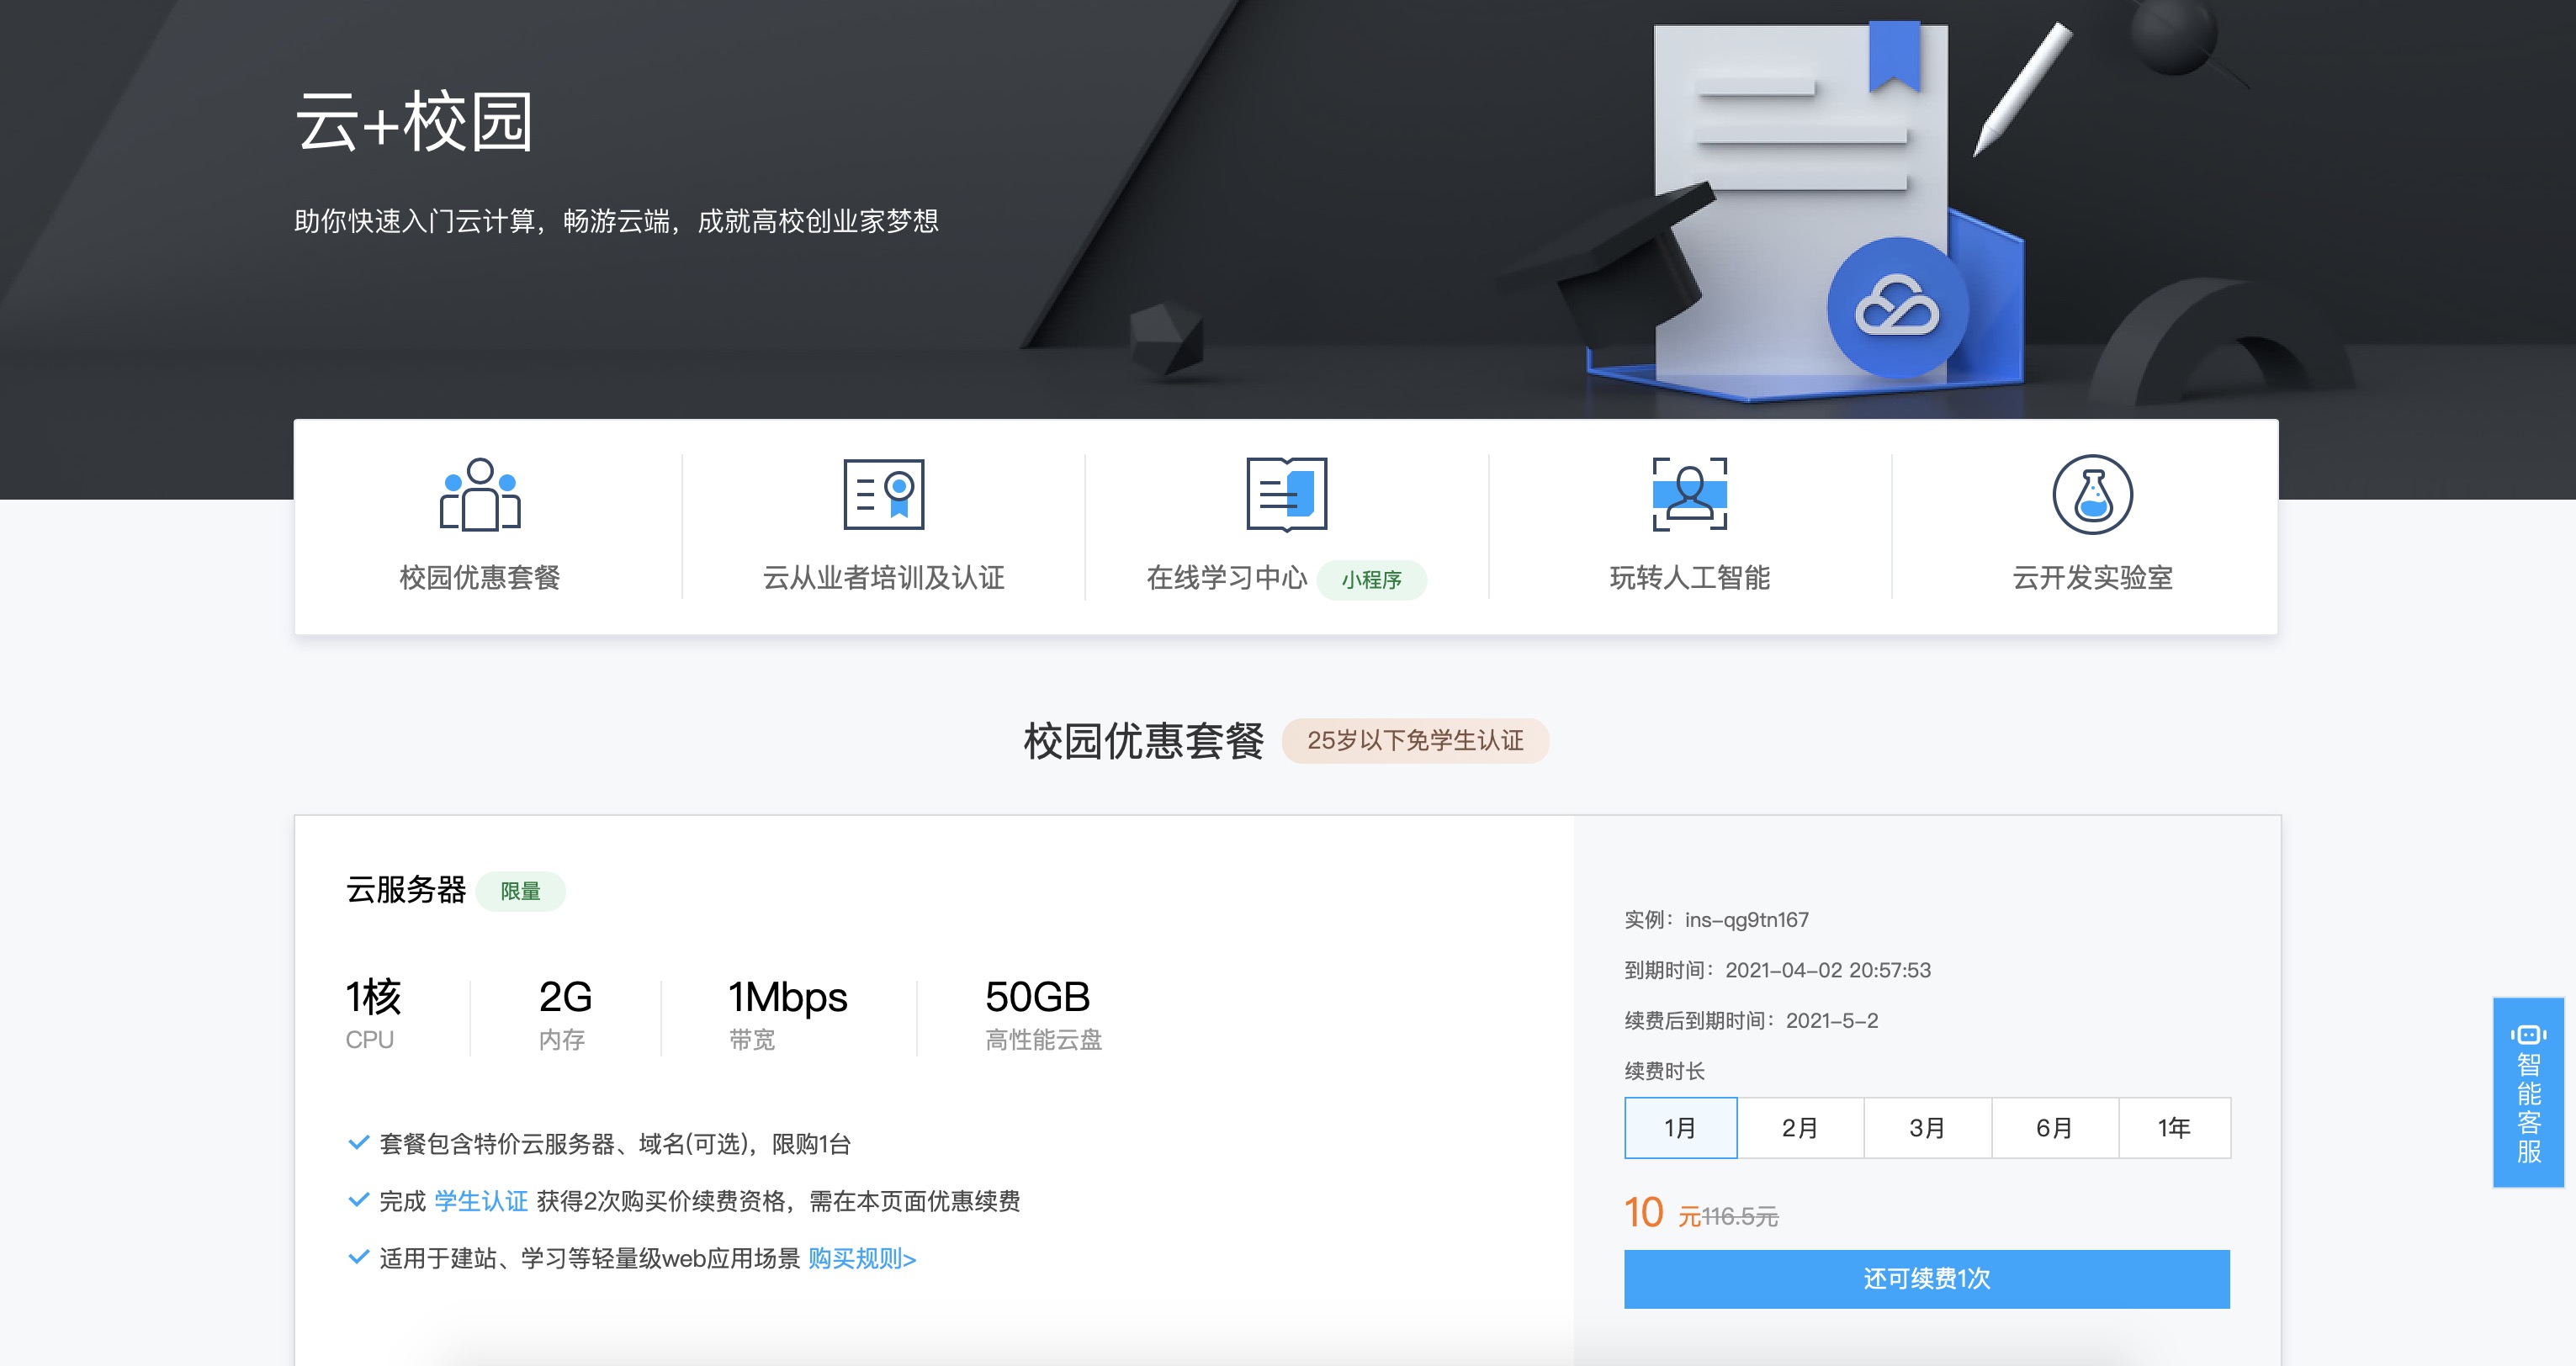 云+校园
助你快速入门云计算，畅游云端，成就高校创业家梦想
校园优惠套餐
云从业者培训及认证
在线学习中心 小程序
玩转人工智能
云开发实验室
校园优惠套餐 25岁以下免学生认证
云服务器 限量
1核 2G 1Mbps 50GB
CPU 内存 带宽 高性能云盘
套餐包含特价云服务器、域名(可选)，限购1台
完成 学生认证 获得2次购买价续费资格，需在本页面优惠续费
适用于建站、学习等轻量级web应用场景 购买规则>
实例：ins-qg9tn167
到期时间：2021-04-02 20:57:53
续费后到期时间：2021-5-2
续费时长
1月 2月 3月 6月 1年
10 元116.5元
还可续费1次
智能客服